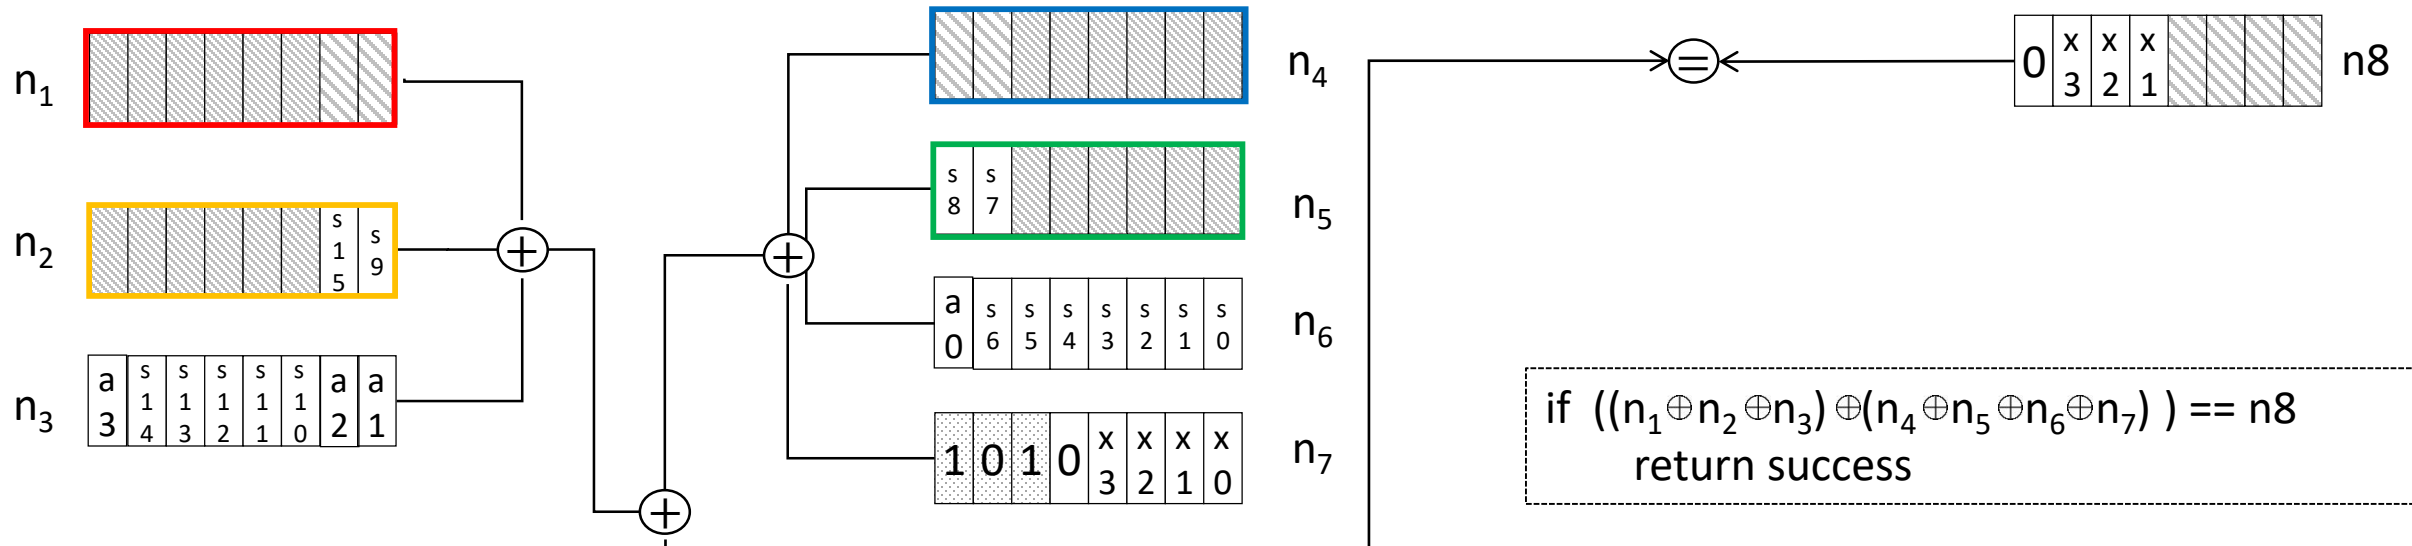 n1
n2
s15 s9
n3
a3 s14 s13 s12 s11 s10 a2 a1
+
+
n4
s8 s7
n5
a0 s6 s5 s4 s3 s2 s1 s0
n6
1 0 1 0 x3 x2 x1 x0
n7
+
=
0 x3 x2 x1
n8
if ((n1⊕n2⊕n3) ⊕(n4⊕n5⊕n6⊕n7) ) == n8
return success